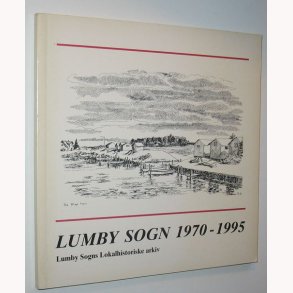 LUMBY SOGN 1970 - 1995
Lumby Sogns Lokalhistoriske arkiv